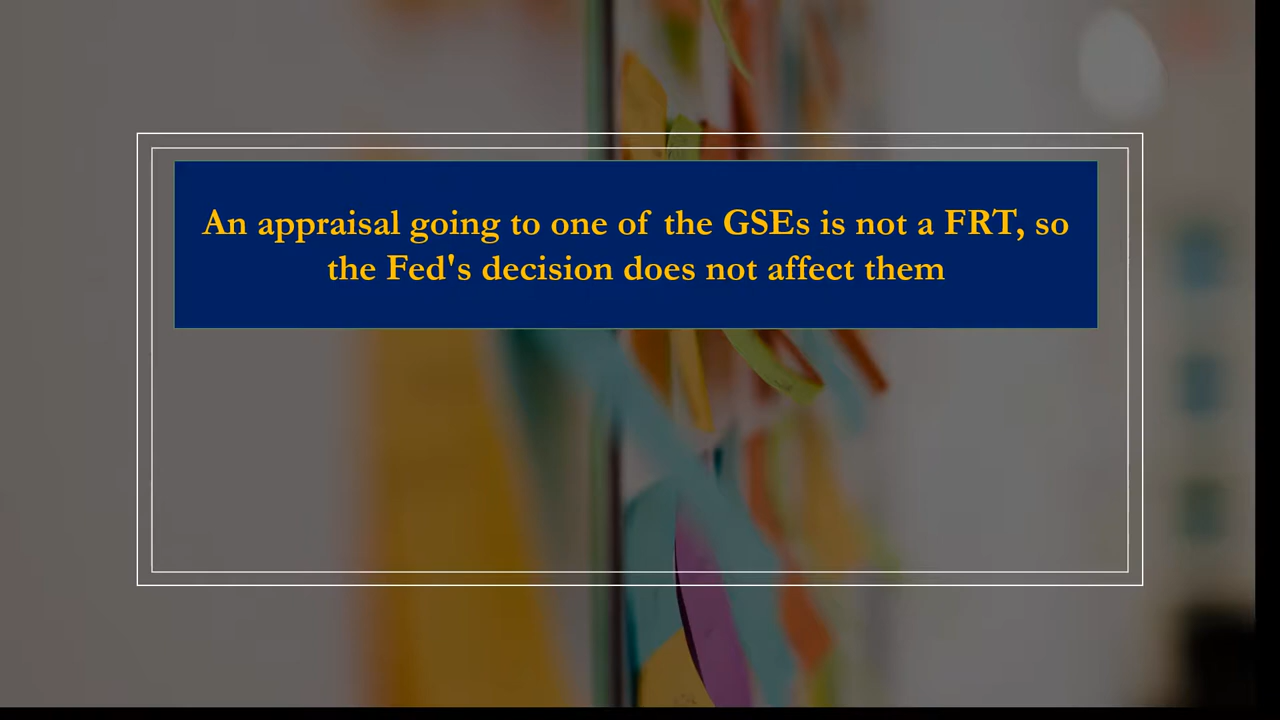 An appraisal going to one of the GSEs is not a FRT, so
the Fed's decision does not affect them